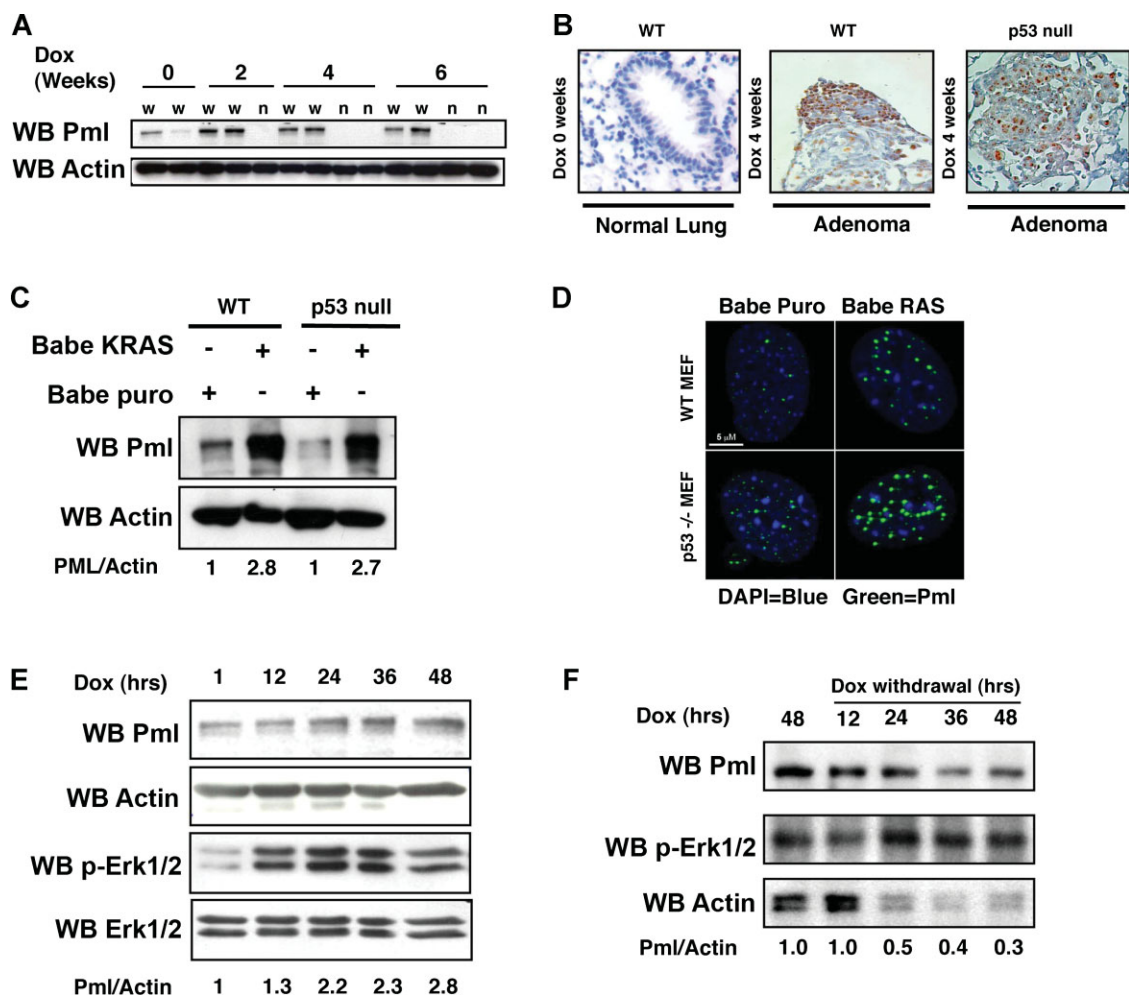 A
Dox
(Weeks)
0 2 4 6
w w w w n w w n n w w n n
WB Pml
WB Actin
B
WT WT p53 null
Dox 0 weeks
Dox 4 weeks
Dox 4 weeks
Normal Lung Adenoma Adenoma
C
WT p53 null
Babe KRAS - + - +
Babe puro + - + -
WB Pml
WB Actin
PML/Actin 1 2.8 1 2.7
D
Babe Puro Babe RAS
WT MEF
5 µM
p53 -/- MEF
DAPI=Blue Green=Pml
E
Dox (hrs) 1 12 24 36 48
WB Pml
WB Actin
WB p-Erk1/2
WB Erk1/2
Pml/Actin 1 1.3 2.2 2.3 2.8
F
Dox withdrawal (hrs)
Dox (hrs) 48 12 24 36 48
WB Pml
WB p-Erk1/2
WB Actin
Pml/Actin 1.0 1.0 0.5 0.4 0.3